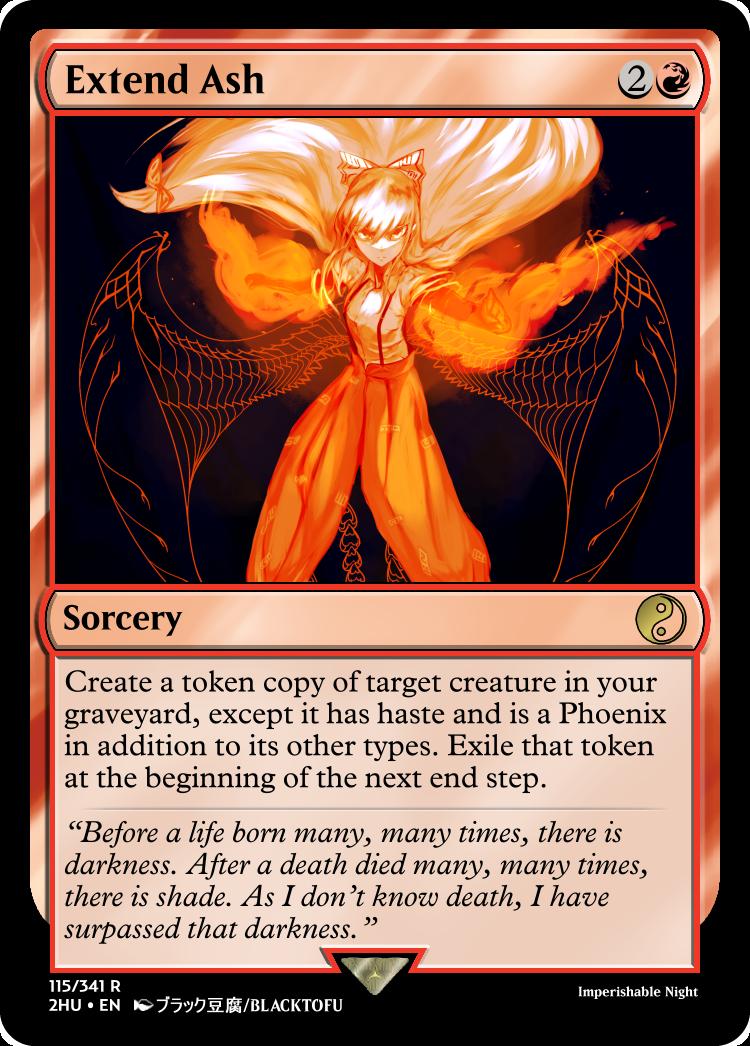 Extend Ash
2
Sorcery
Create a token copy of target creature in your
graveyard, except it has haste and is a Phoenix
in addition to its other types. Exile that token
at the beginning of the next end step.
“Before a life born many, many times, there is
darkness. After a death died many, many times,
there is shade. As I don’t know death, I have
surpassed that darkness.”
115/341 R
2HU • EN ブラック豆腐/BLACKTOFU
Imperishable Night